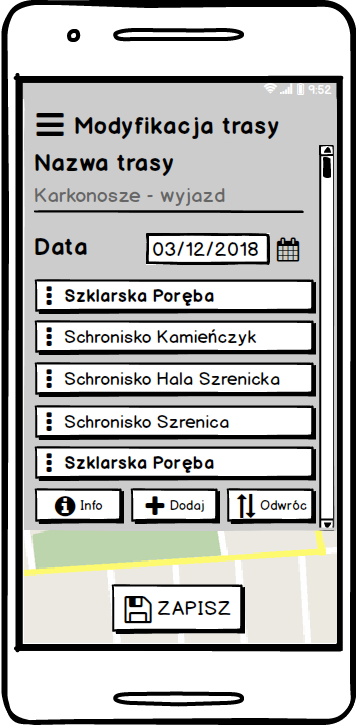 9:52
Modyfikacja trasy
Nazwa trasy
Karkonosze - wyjazd
Data 03/12/2018
Szklarska Poręba
Schronisko Kamieńczyk
Schronisko Hala Szrenicka
Schronisko Szrenica
Szklarska Poręba
Info Dodaj Odwróc
ZAPISZ